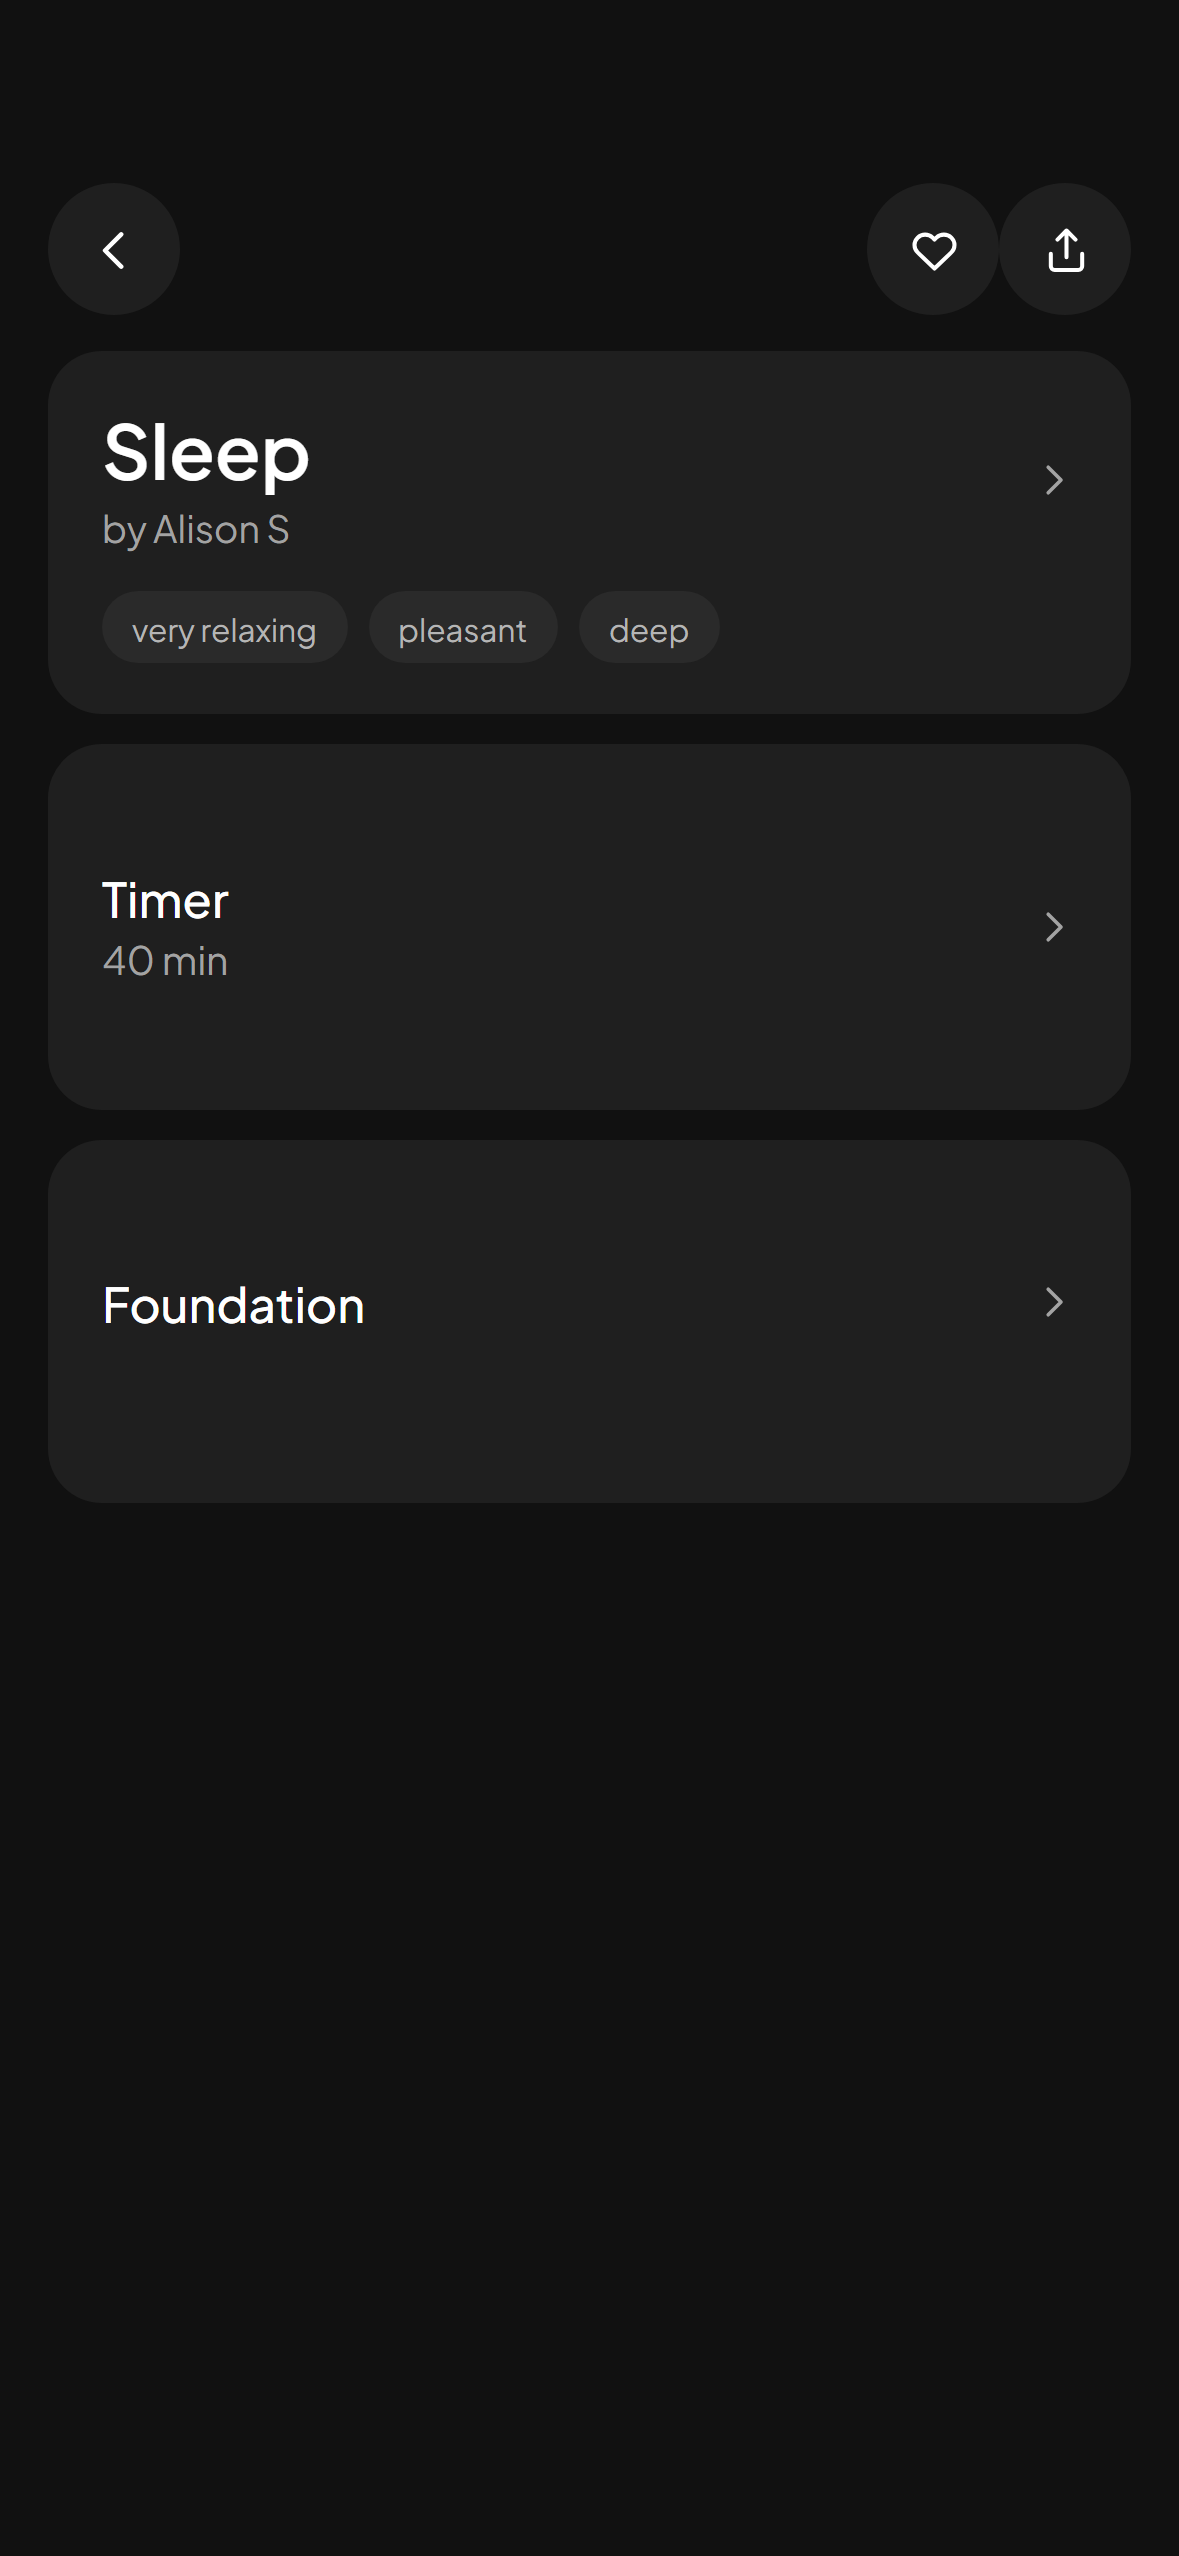 Sleep
by Alison S
very relaxing pleasant deep
Timer
40 min
Foundation